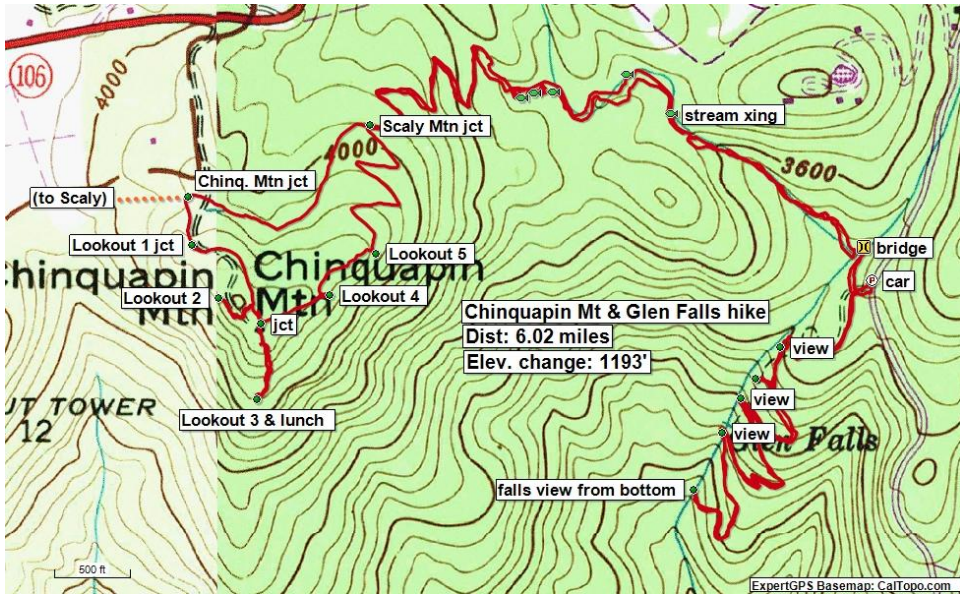 106
4000
Scaly Mtn jct
stream xing
4000
3600
Chinq. Mtn jct
(to Scaly)
Lookout 1 jct
bridge
Lookout 5
car
Chinquapin
Mtn
Chinquapin
Mtn
Lookout 2
Lookout 4
jct
Chinquapin Mt & Glen Falls hike
Dist: 6.02 miles
Elev. change: 1193'
view
view
UT TOWER
12
Lookout 3 & lunch
view
Glen Falls
falls view from bottom
500 ft
ExpertGPS Basemap: CalTopo.com